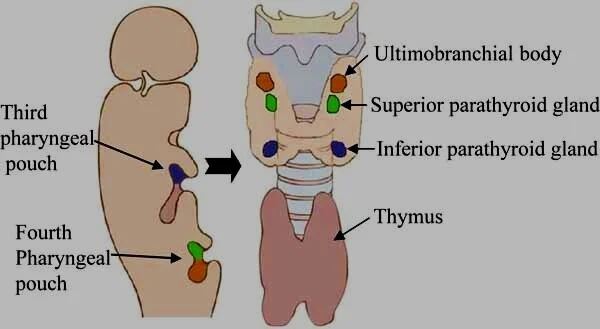 Third
pharyngeal
pouch
Fourth
Pharyngeal
pouch
Ultimobranchial body
Superior parathyroid gland
Inferior parathyroid gland
Thymus